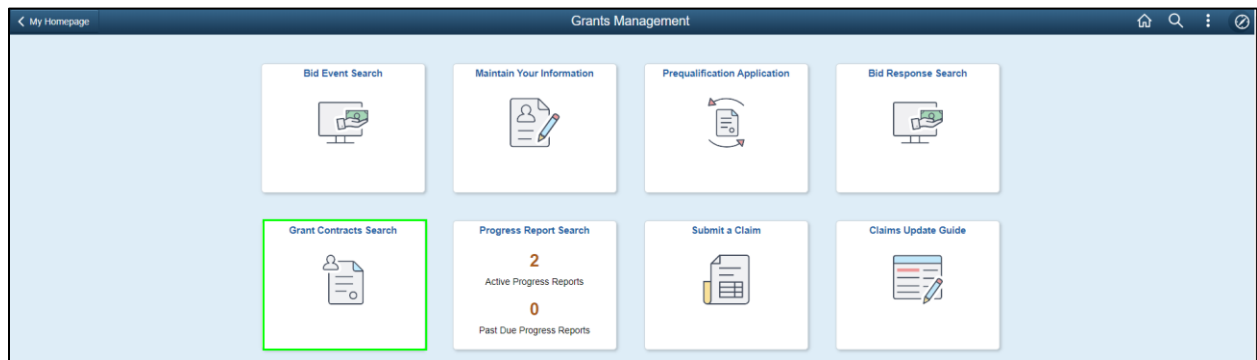 My Homepage
Grants Management
Bid Event Search
Maintain Your Information
Prequalification Application
Bid Response Search
Grant Contracts Search
Progress Report Search
2
Active Progress Reports
0
Past Due Progress Reports
Submit a Claim
Claims Update Guide